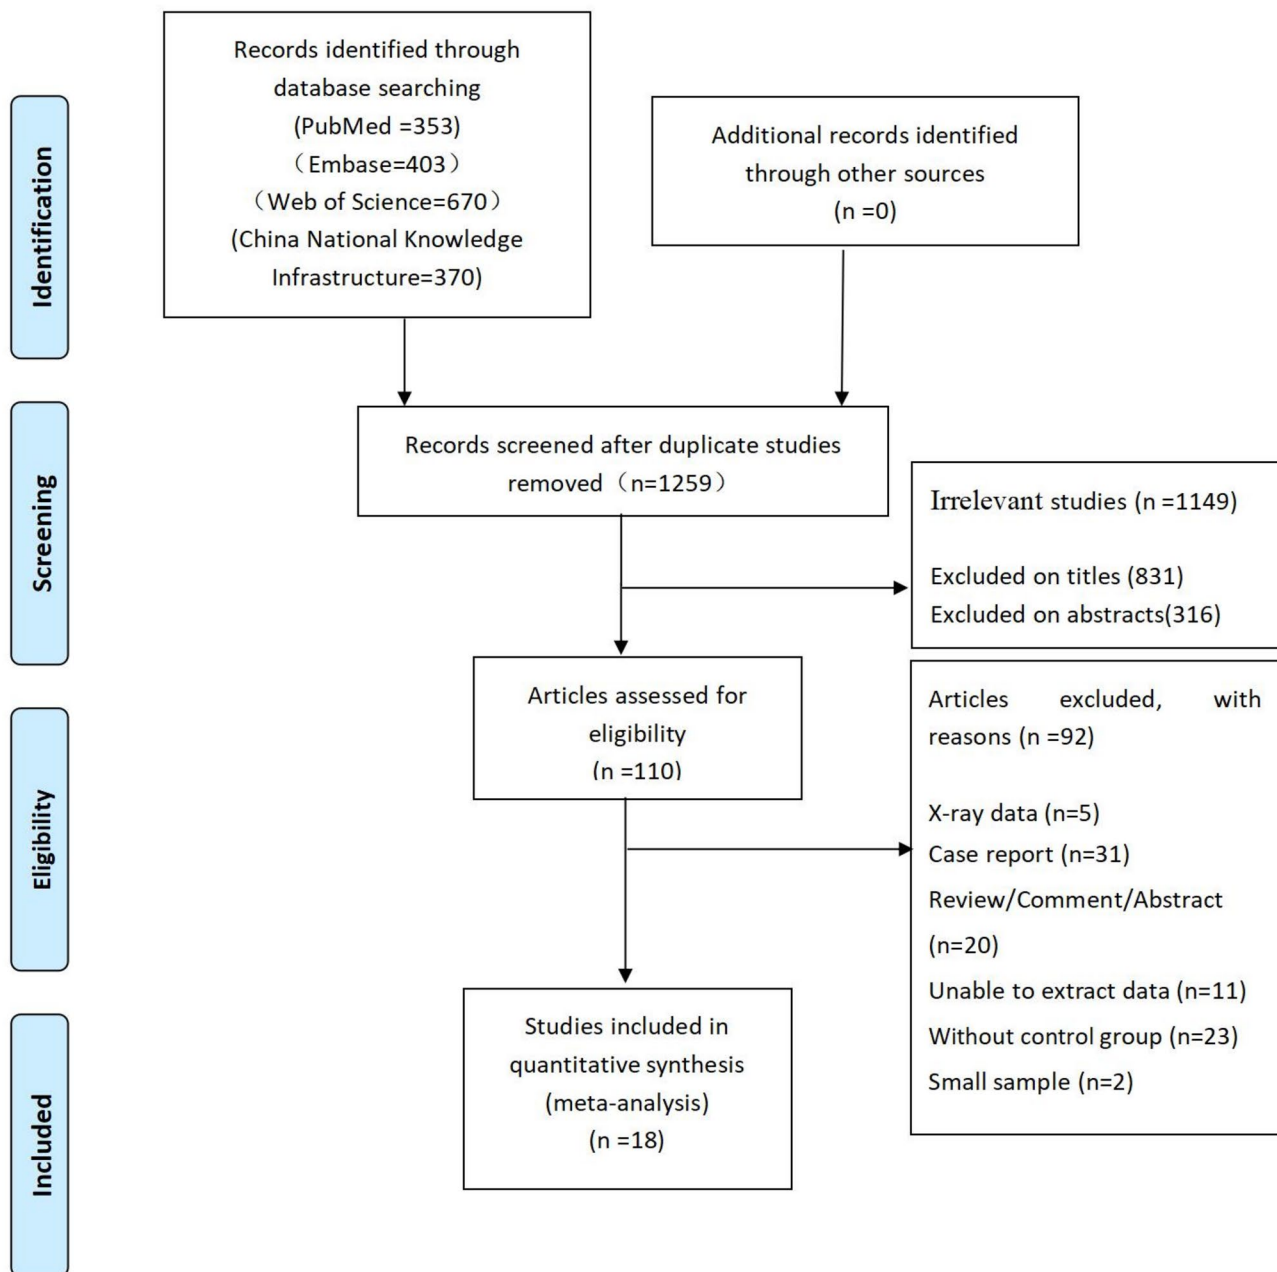 Identification
Records identified through
database searching
(PubMed =353)
（Embase=403）
（Web of Science=670）
(China National Knowledge
Infrastructure=370)
Additional records identified
through other sources
(n =0)
Screening
Records screened after duplicate studies
removed（n=1259）
Irrelevant studies (n =1149)
Excluded on titles (831)
Excluded on abstracts(316)
Eligibility
Articles assessed for
eligibility
(n =110)
Articles excluded, with
reasons (n =92)
X-ray data (n=5)
Case report (n=31)
Review/Comment/Abstract
(n=20)
Unable to extract data (n=11)
Without control group (n=23)
Small sample (n=2)
Included
Studies included in
quantitative synthesis
(meta-analysis)
(n =18)